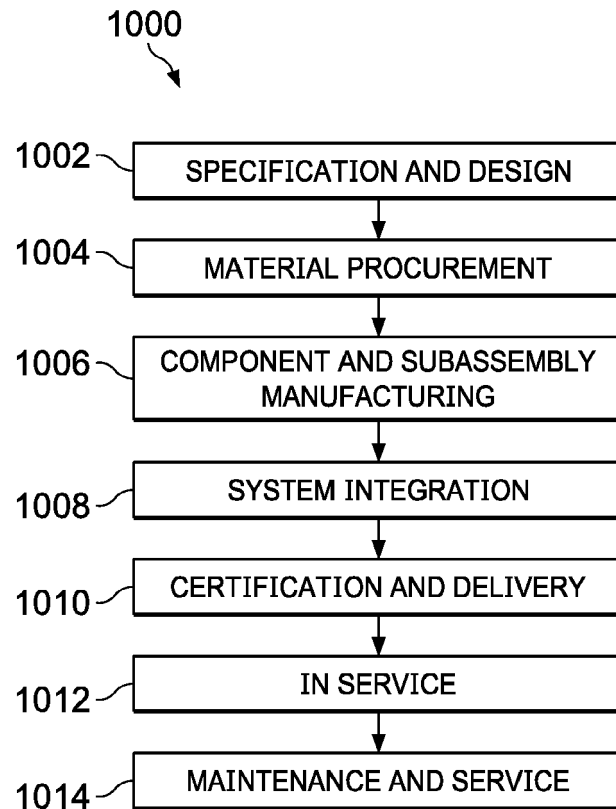 1000
1002
SPECIFICATION AND DESIGN
1004
MATERIAL PROCUREMENT
1006
COMPONENT AND SUBASSEMBLY
MANUFACTURING
1008
SYSTEM INTEGRATION
1010
CERTIFICATION AND DELIVERY
1012
IN SERVICE
1014
MAINTENANCE AND SERVICE